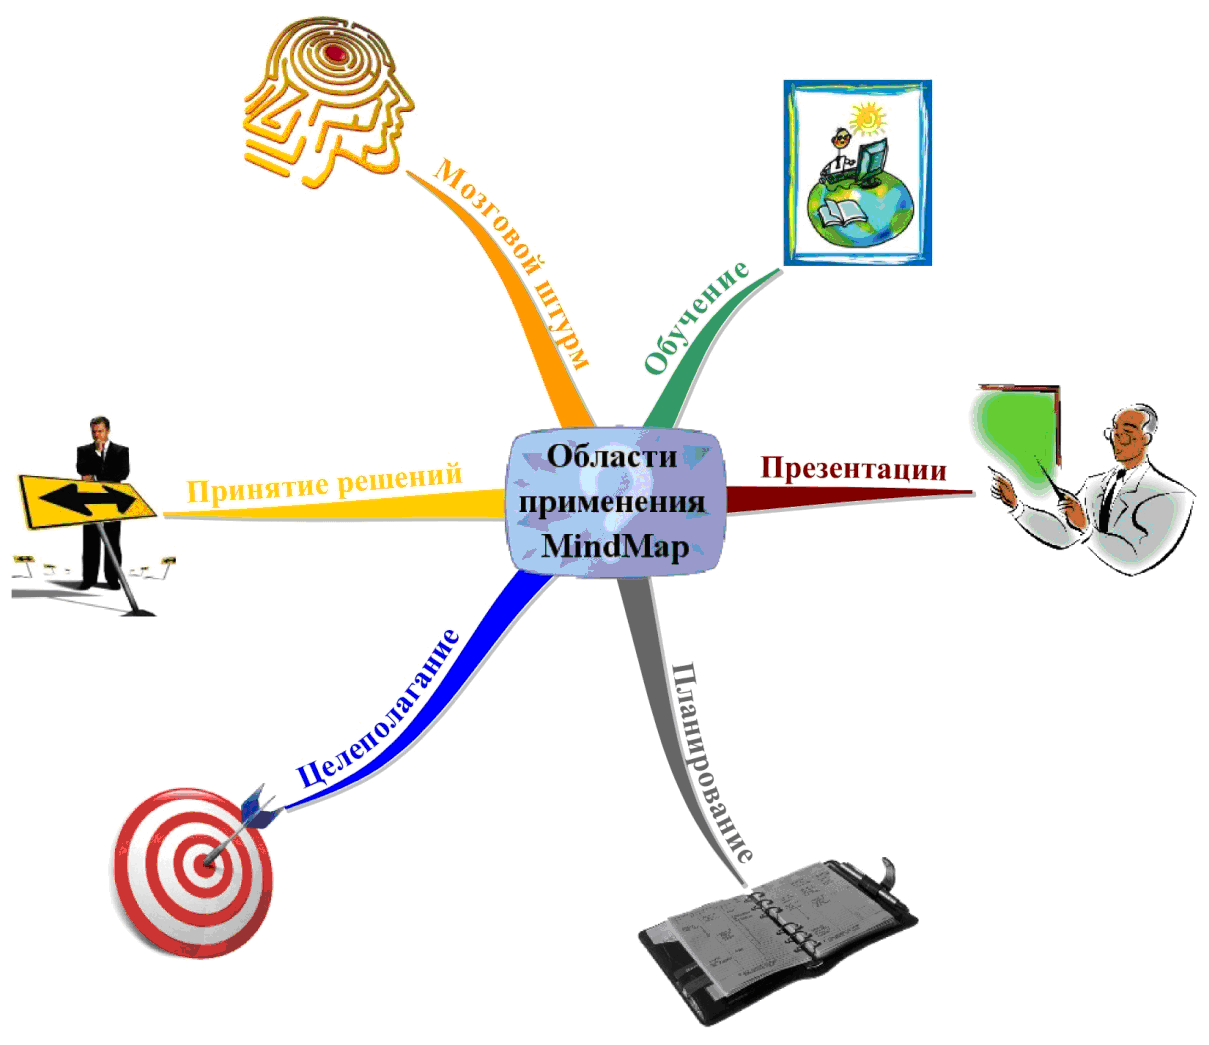 Мозговой штурм
Обучение
Принятие решений
Области
применения
MindMap
Презентации
Целеполагание
Планирование